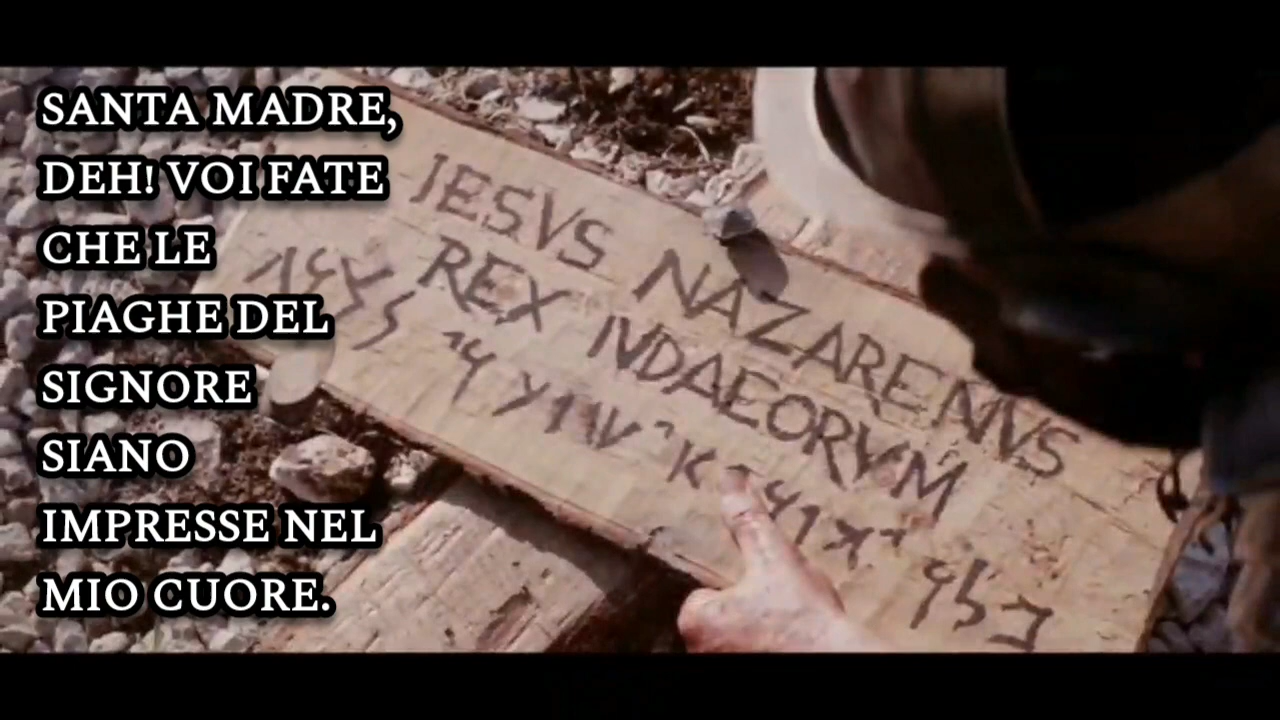 SANTA MADRE,
DEH! VOI FATE
CHE LE
PIAGHE DEL
SIGNORE
SIANO
IMPRESSE NEL
MIO CUORE.
IESVS NAZARENVS
REX IVDAEORVM